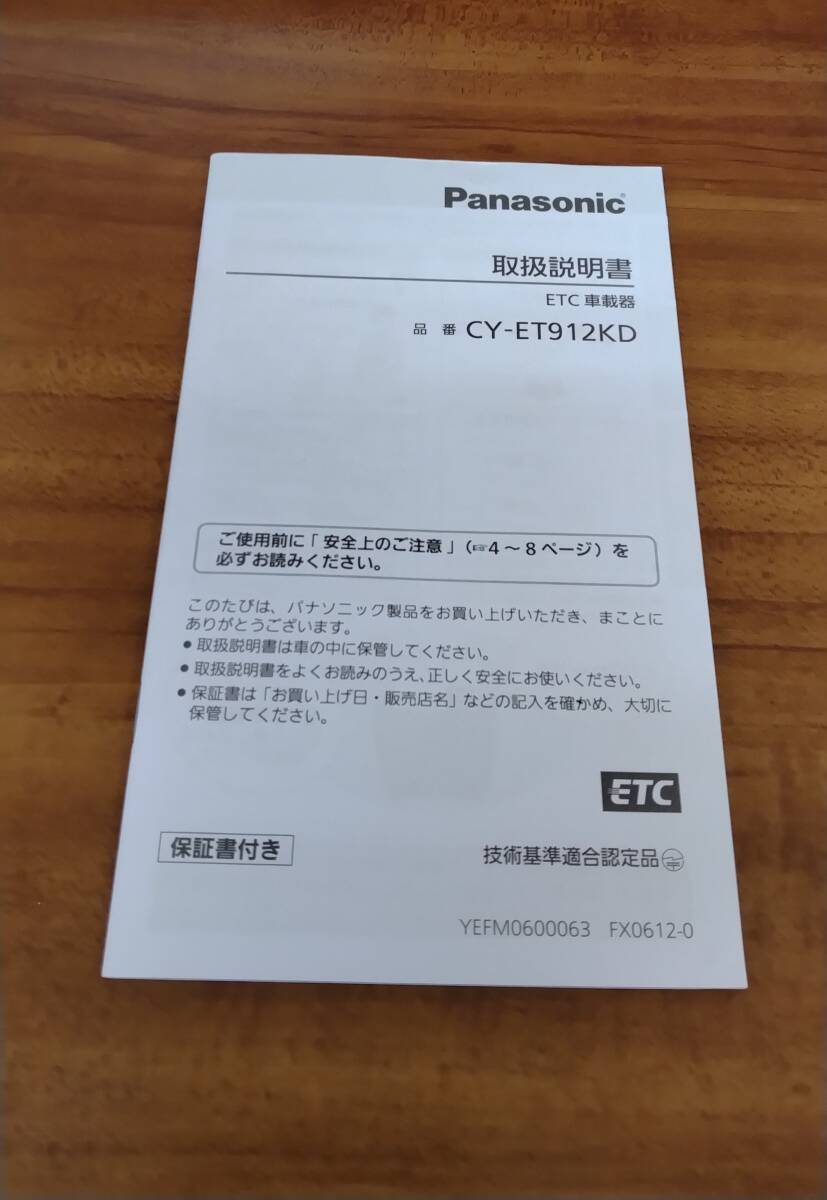 Panasonic®
取扱説明書
ETC 車載器
品 番 CY-ET912KD
ご使用前に「安全上のご注意」(☞4～8ページ)を
必ずお読みください。
このたびは、パナソニック製品をお買い上げいただき、まことに
ありがとうございます。
● 取扱説明書は車の中に保管してください。
● 取扱説明書をよくお読みのうえ、正しく安全にお使いください。
● 保証書は「お買い上げ日・販売店名」などの記入を確かめ、大切に
保管してください。
ETC
保証書付き
技術基準適合認定品
YEFM0600063 FX0612-0